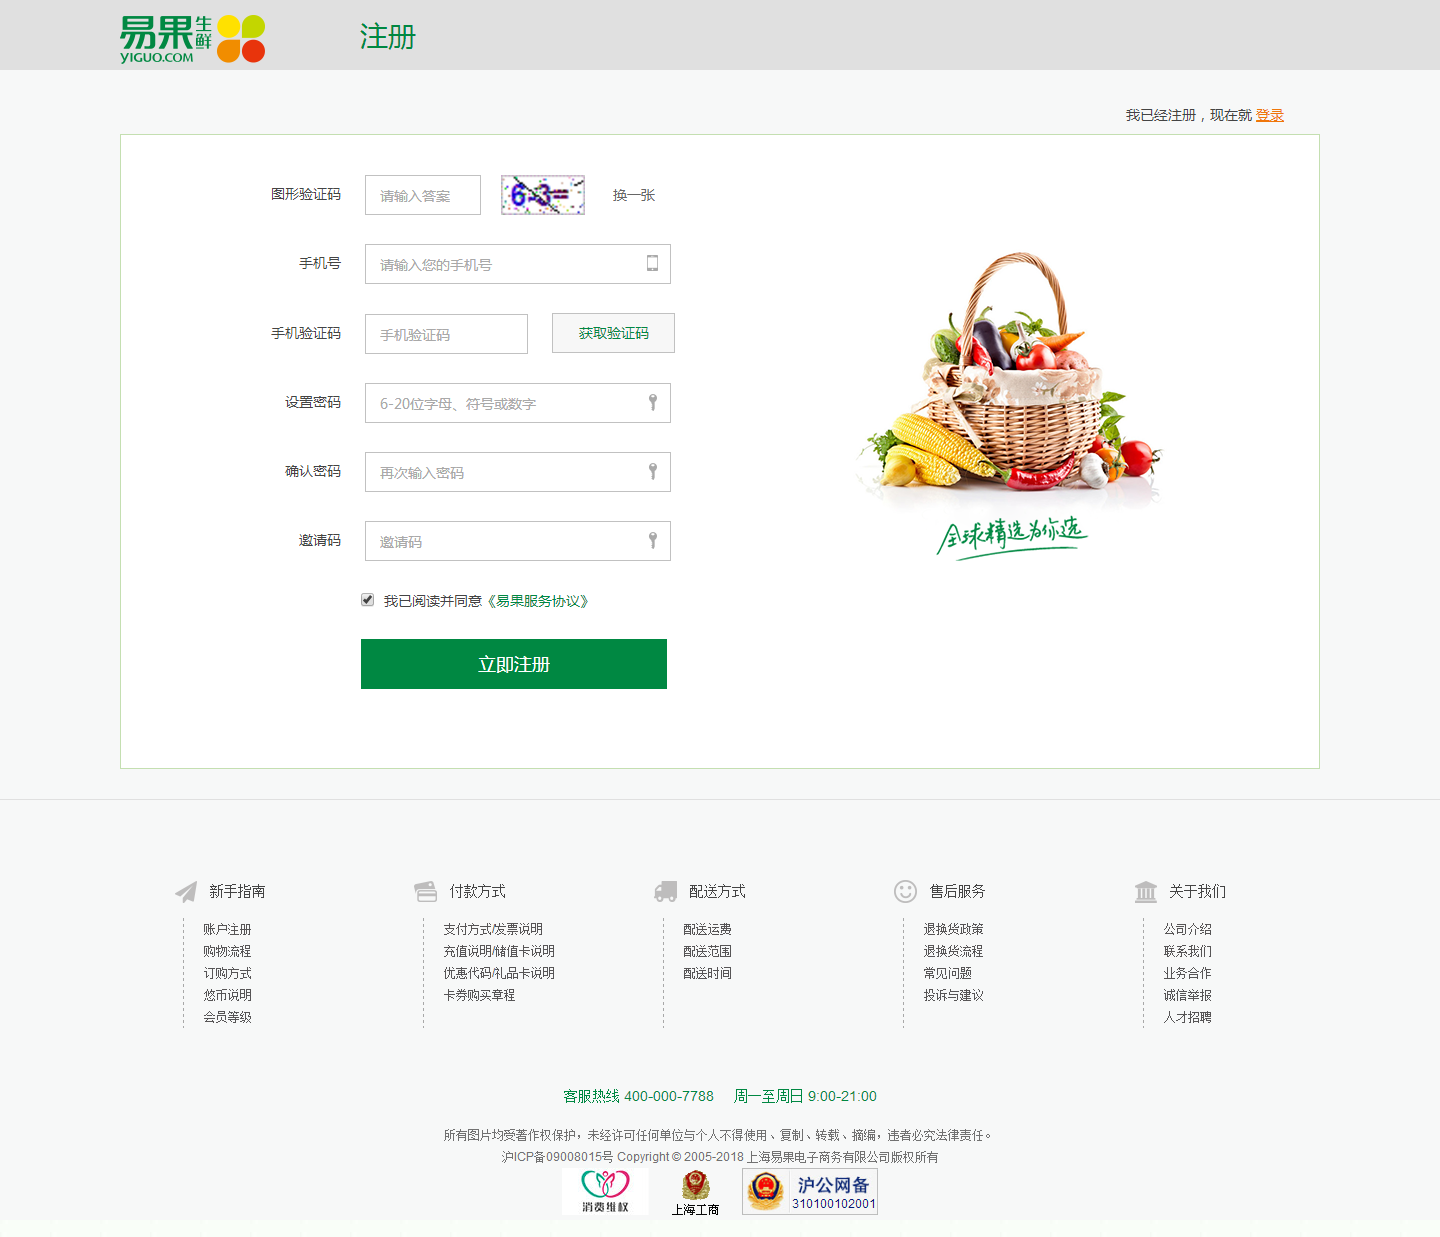 易果生鲜
YIGUO.COM
注册
我已经注册，现在就 登录
图形验证码 请输入答案 6-3= 换一张
手机号 请输入您的手机号
手机验证码 手机验证码 获取验证码
设置密码 6-20位字母、符号或数字
确认密码 再次输入密码
邀请码 邀请码
全球精选为你选
我已阅读并同意《易果服务协议》
立即注册
新手指南
账户注册
购物流程
订购方式
悠币说明
会员等级
付款方式
支付方式/发票说明
充值说明/储值卡说明
优惠代码/礼品卡说明
卡券购买章程
配送方式
配送运费
配送范围
配送时间
售后服务
退换货政策
退换货流程
常见问题
投诉与建议
关于我们
公司介绍
联系我们
业务合作
诚信举报
人才招聘
客服热线 400-000-7788 周一至周日 9:00-21:00
所有图片均受著作权保护，未经许可任何单位与个人不得使用、复制、转载、摘编，违者必究法律责任。
沪ICP备09008015号 Copyright © 2005-2018 上海易果电子商务有限公司版权所有
消费维权
上海工商
沪公网备
310100102001